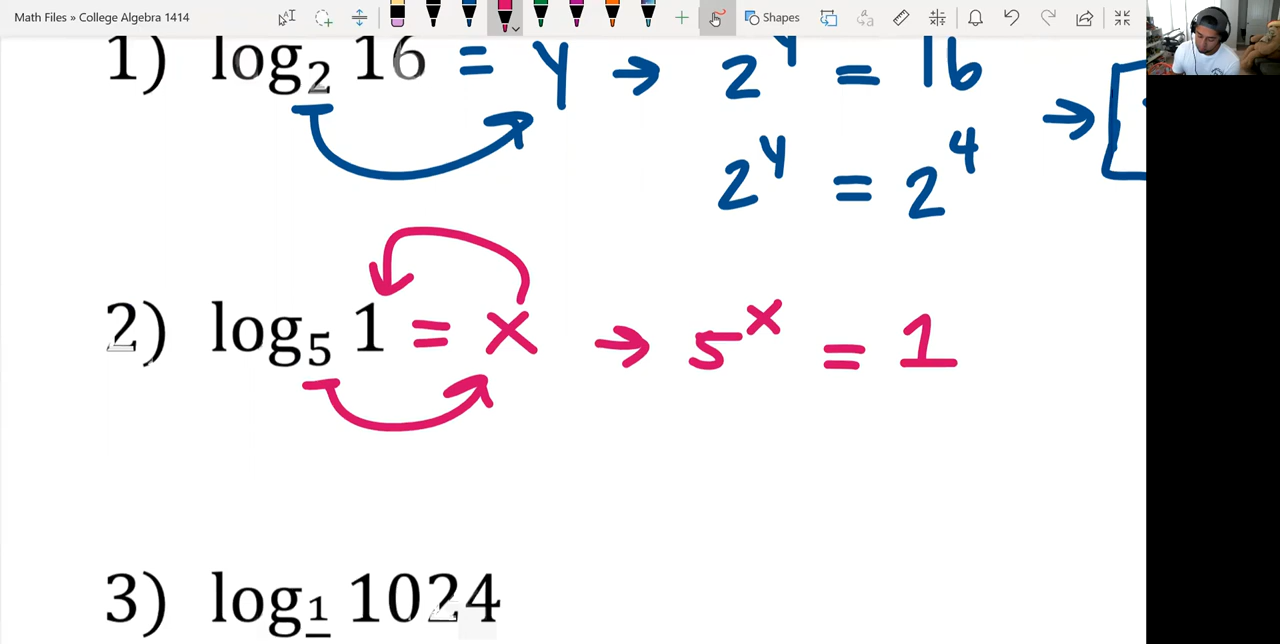 Math Files » College Algebra 1414
Shapes
1) log₂ 16 = y → 2^y = 16 →
2^y = 2^4
2) log₅ 1 = x → 5^x = 1
3) log₁ 1024